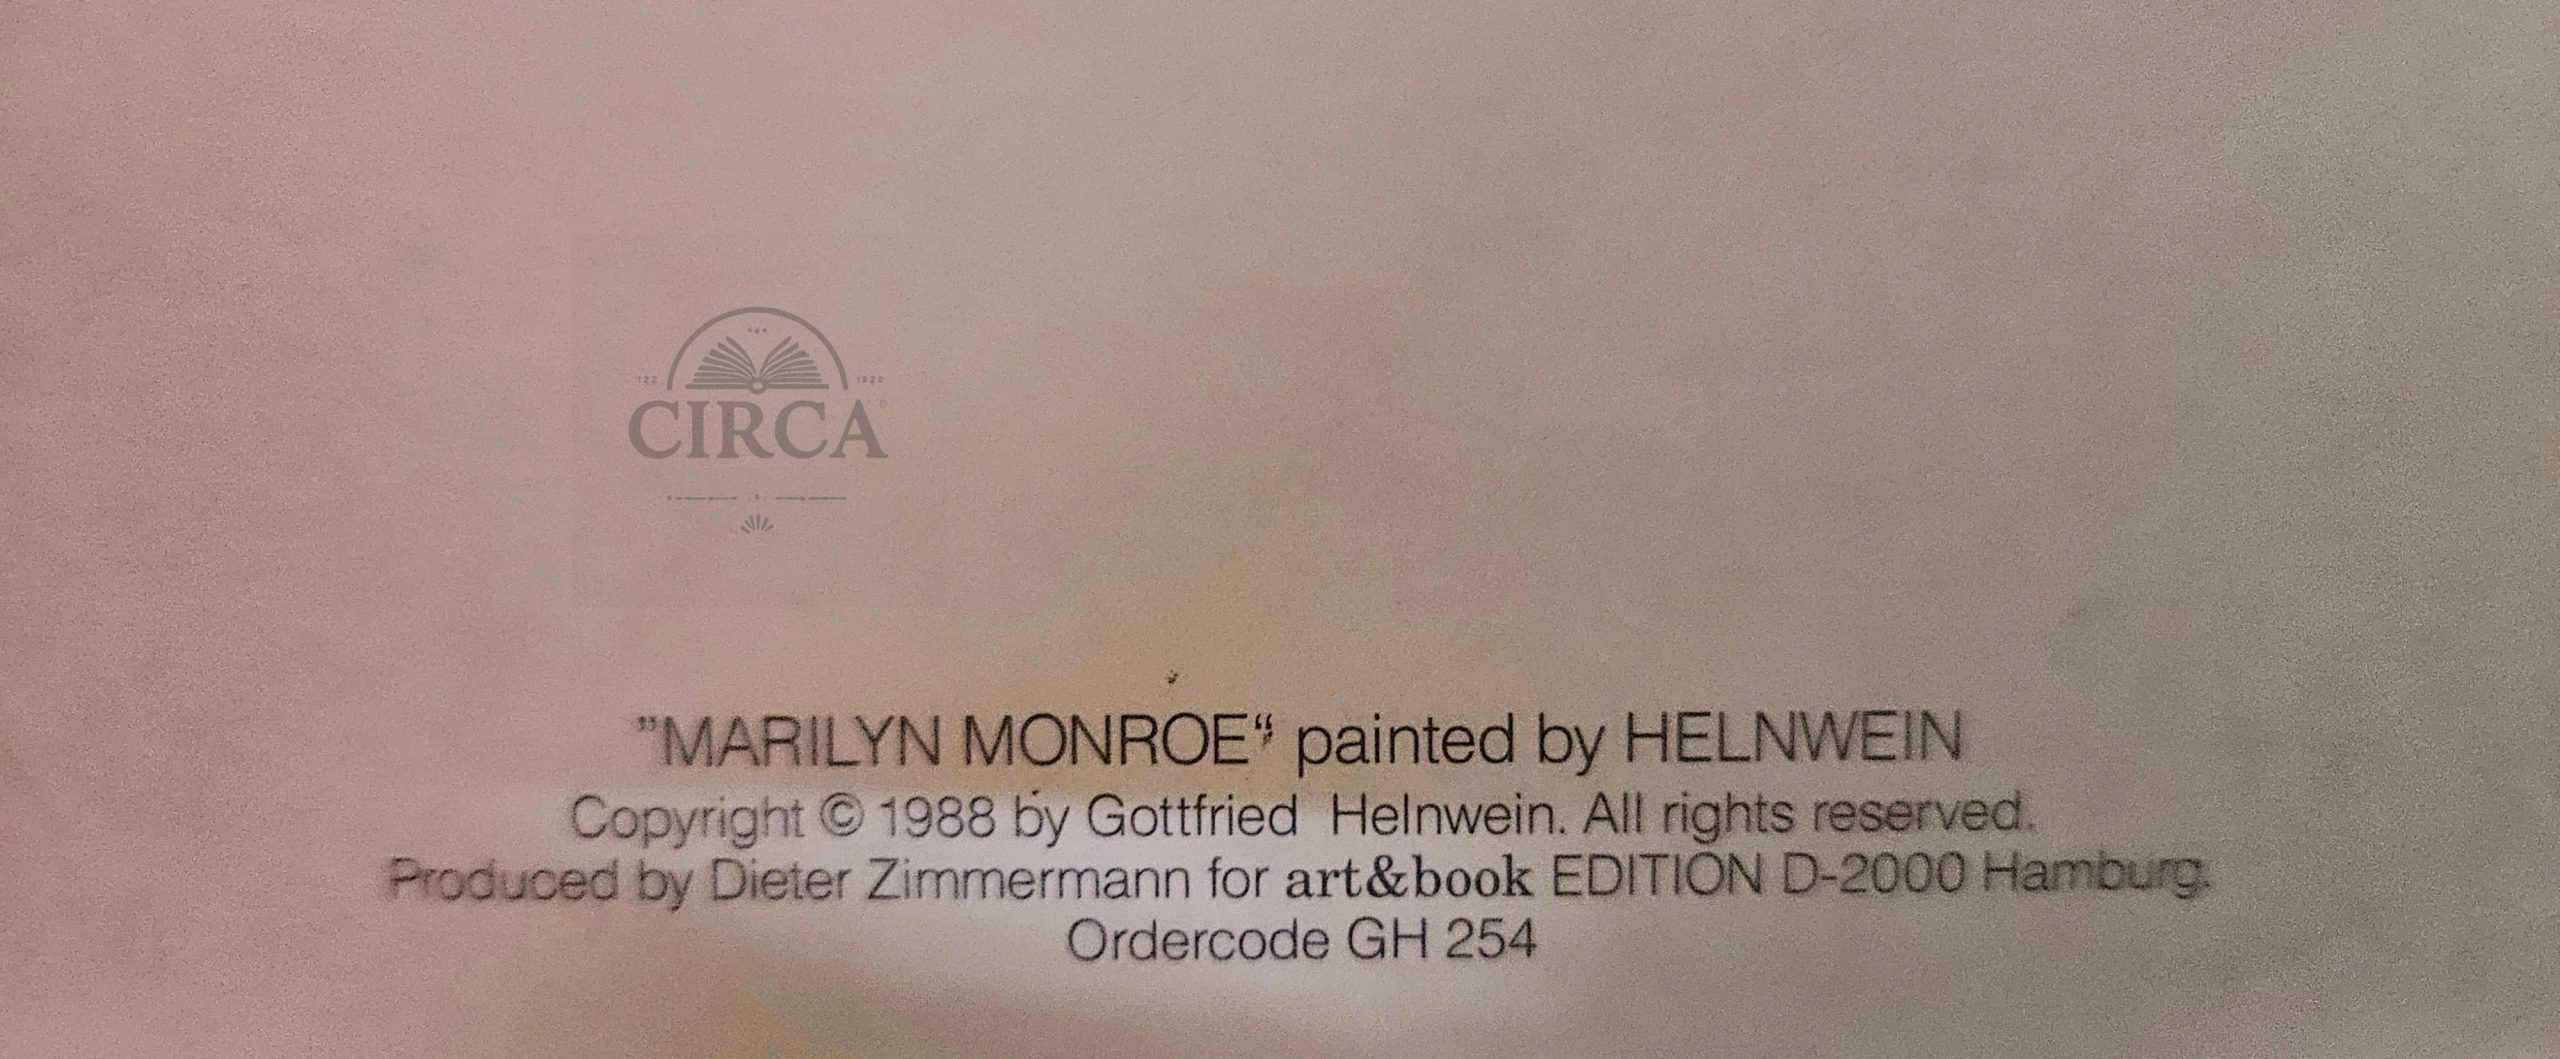 CIRCA
”MARILYN MONROE“ painted by HELNWEIN
Copyright © 1988 by Gottfried Helnwein. All rights reserved.
Produced by Dieter Zimmermann for art&book EDITION D-2000 Hamburg.
Ordercode GH 254